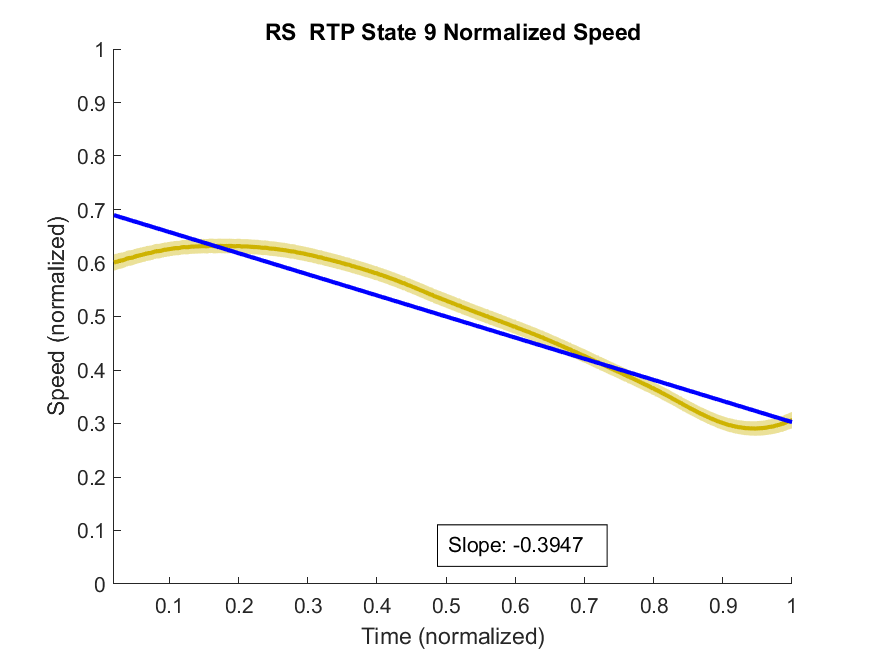 RS  RTP State 9 Normalized Speed
1
0.9
0.8
0.7
0.6
0.5
0.4
0.3
0.2
0.1
0
Speed (normalized)
Slope: -0.3947
0.1 0.2 0.3 0.4 0.5 0.6 0.7 0.8 0.9 1
Time (normalized)